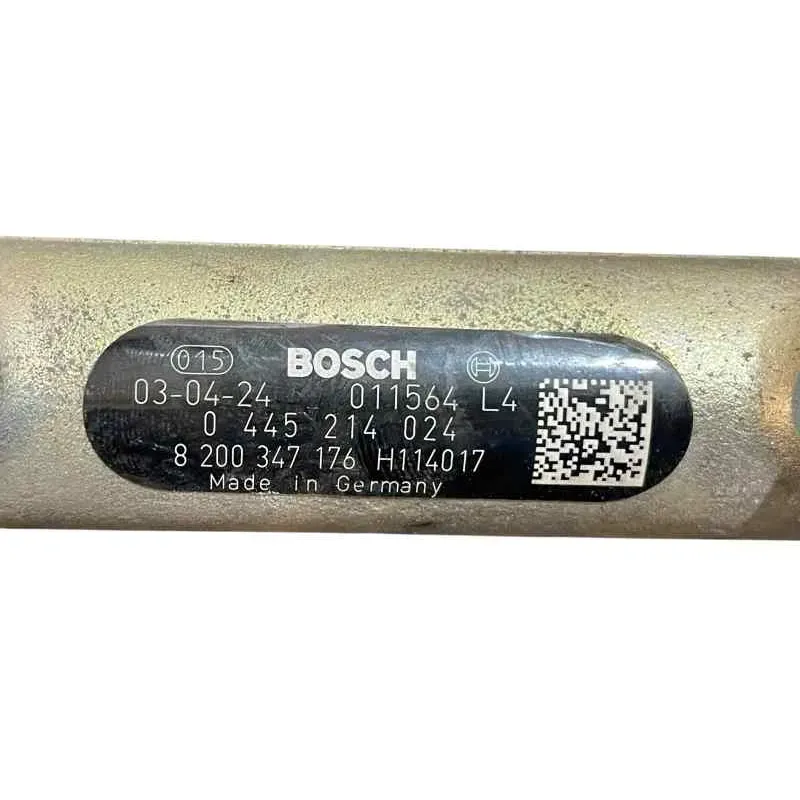 015 BOSCH
03-04-24 011564 L4
0 445 214 024
8 200 347 176 H114017
Made in Germany